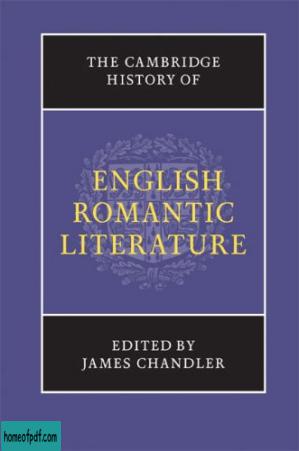 THE CAMBRIDGE
HISTORY OF
ENGLISH
ROMANTIC
LITERATURE
EDITED BY
JAMES CHANDLER
homeofpdf.com